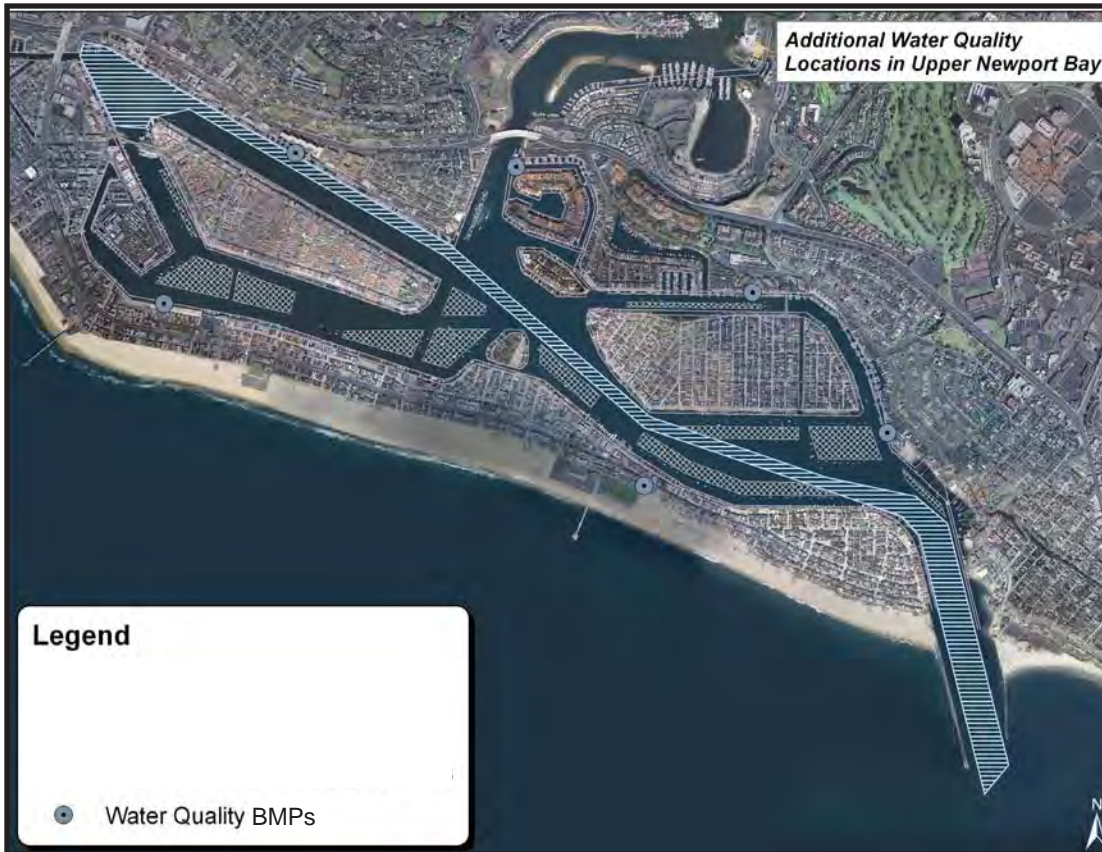 Additional Water Quality
Locations in Upper Newport Bay
Legend
Water Quality BMPs
N